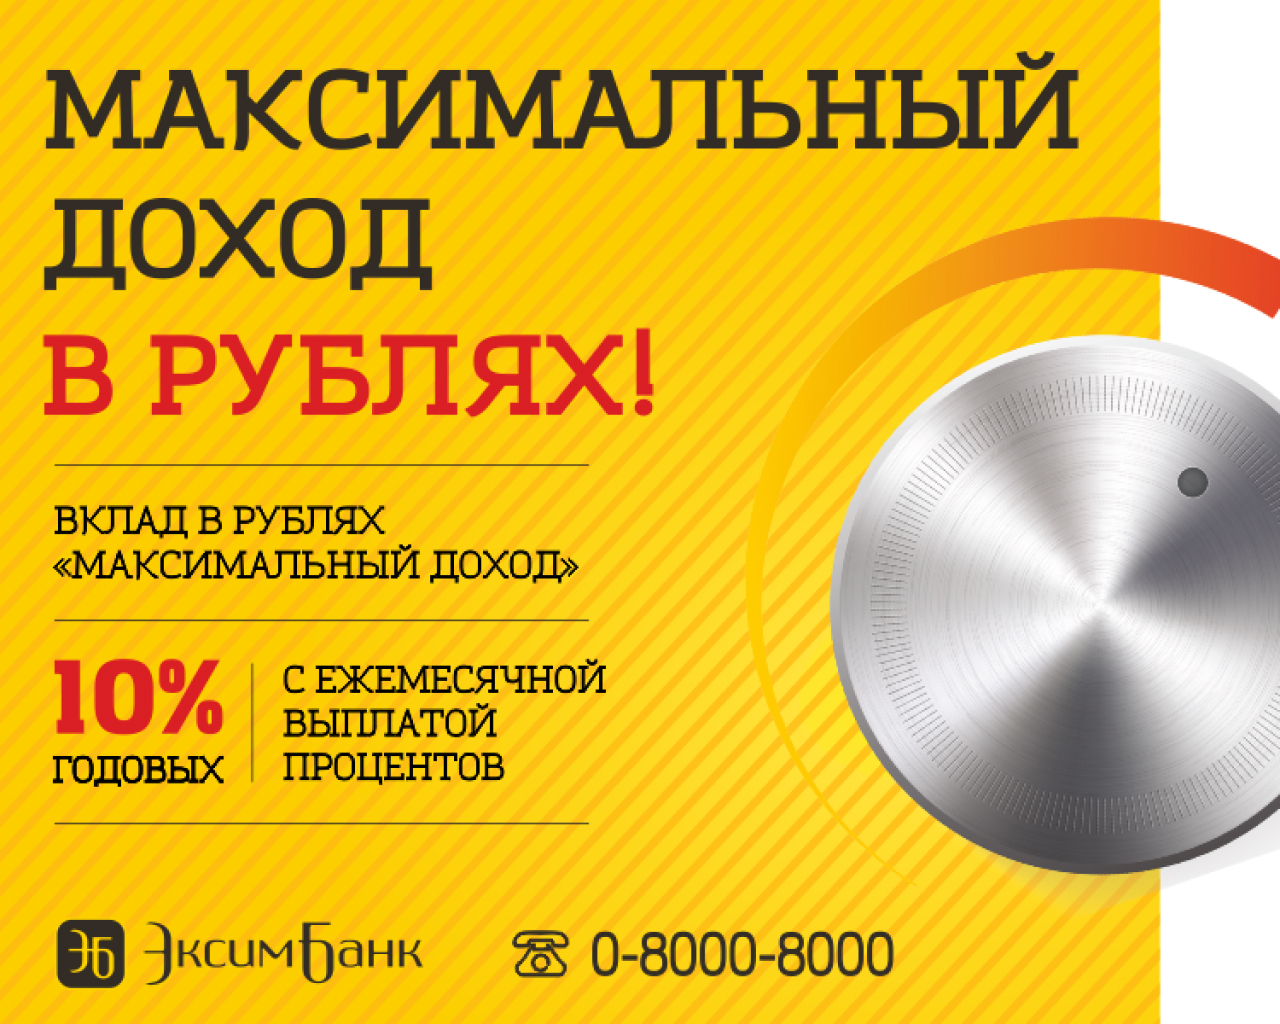 МАКСИМАЛЬНЫЙ
ДОХОД
В РУБЛЯХ!
ВКЛАД В РУБЛЯХ
«МАКСИМАЛЬНЫЙ ДОХОД»
10%
ГОДОВЫХ
С ЕЖЕМЕСЯЧНОЙ
ВЫПЛАТОЙ
ПРОЦЕНТОВ
ЭБ ЭксимБанк 0-8000-8000